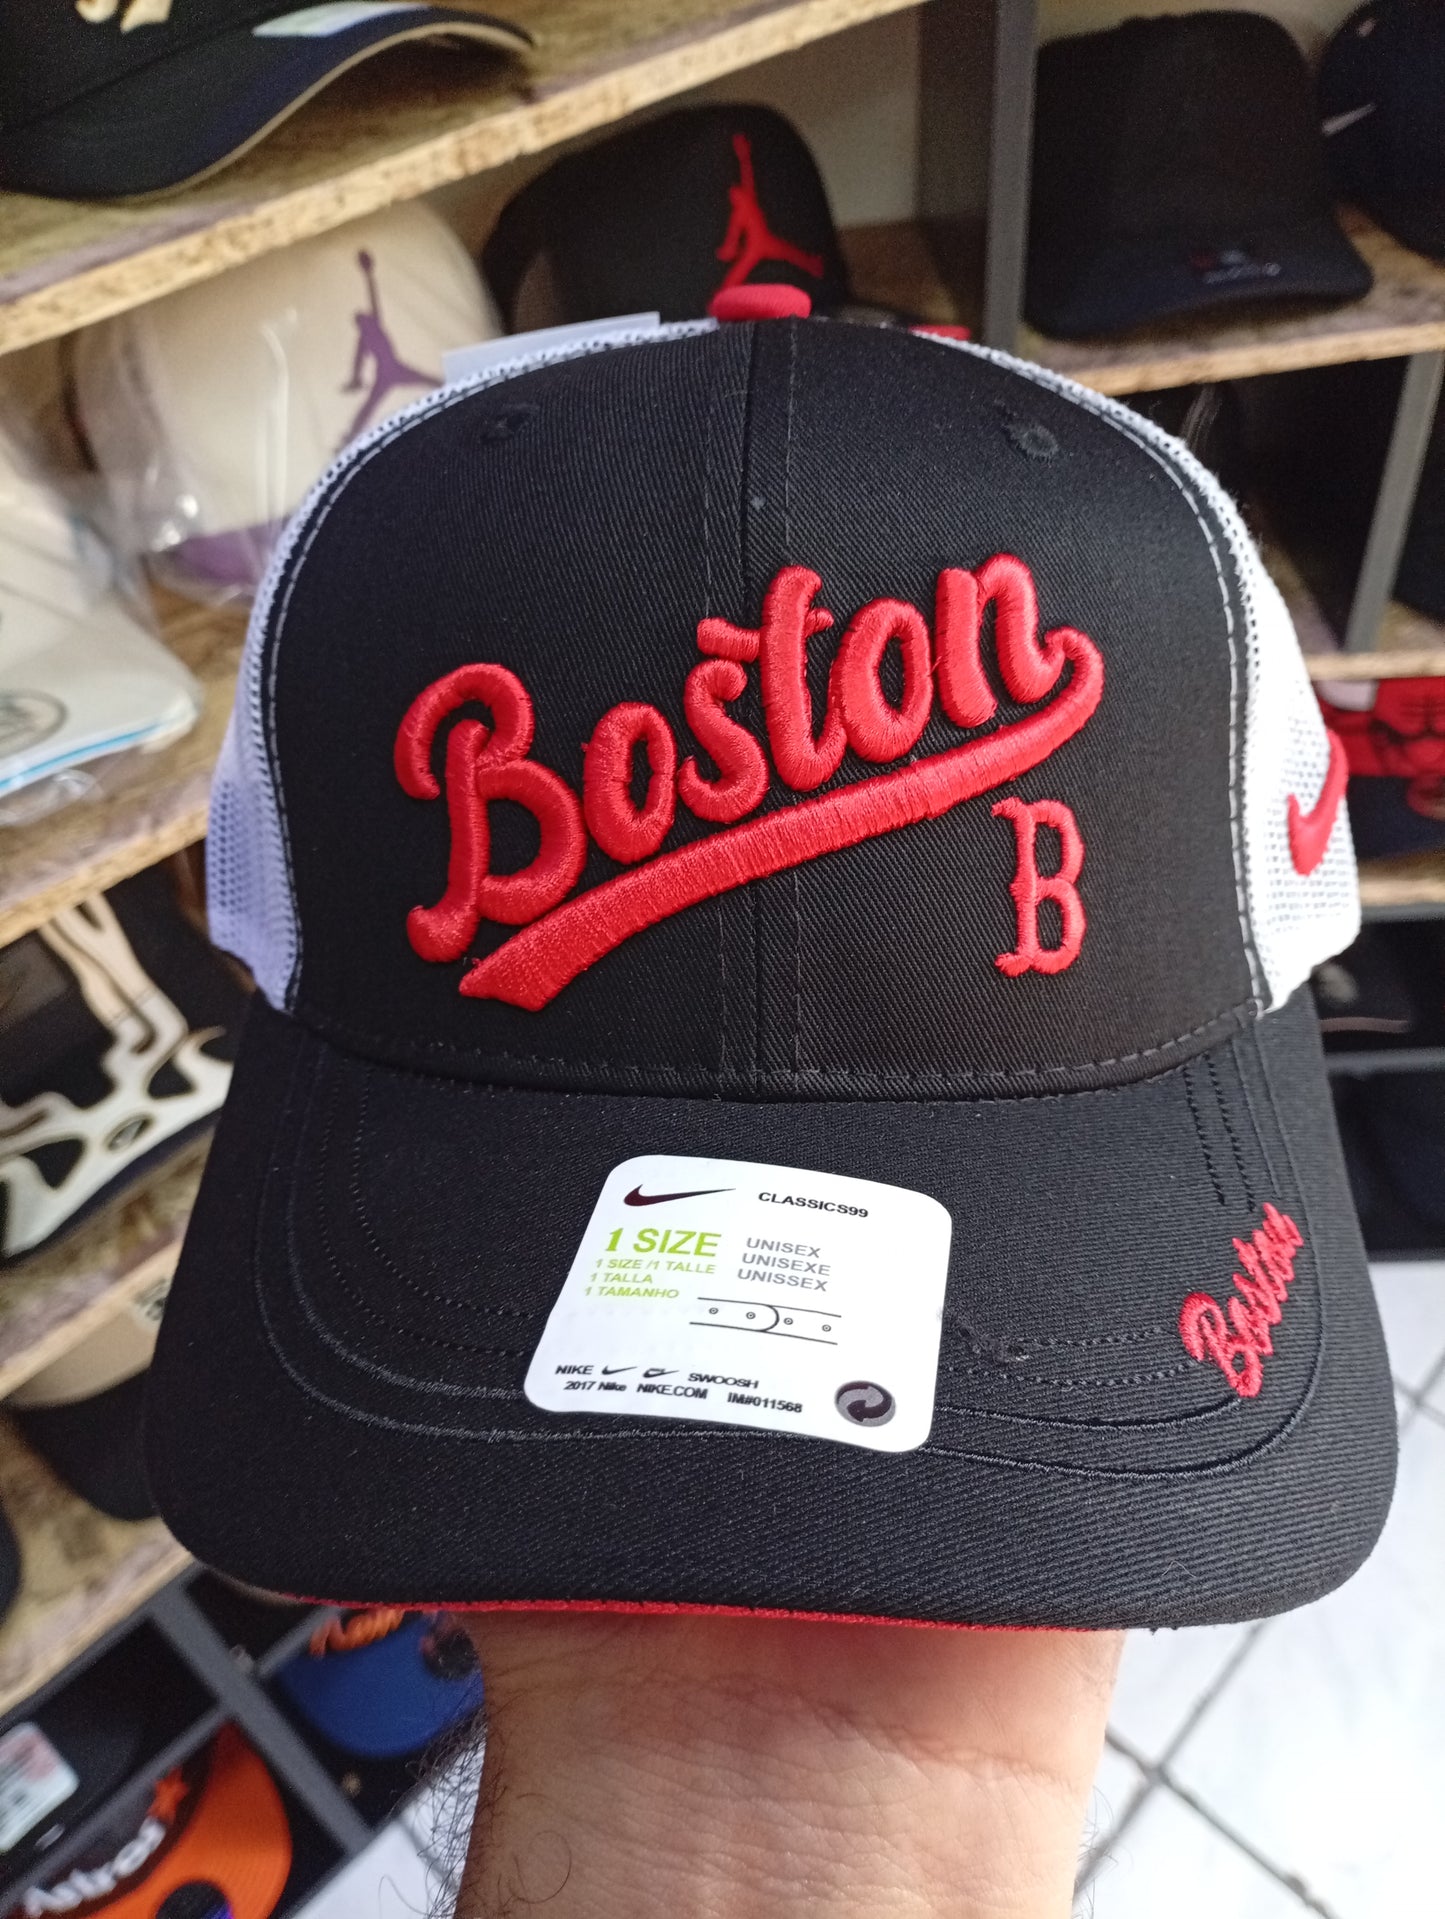 Boston
B
Boston
CLASSICS99
1 SIZE
1 SIZE /1 TALLE
1 TALLA
1 TAMANHO
UNISEX
UNISEXE
UNISSEX
NIKE SWOOSH
2017 Nike NIKE.COM IM#011568
Astros